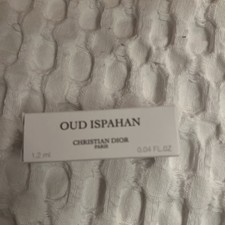 OUD ISPAHAN
CHRISTIAN DIOR
PARIS
1.2 ml 0.04 FL.OZ